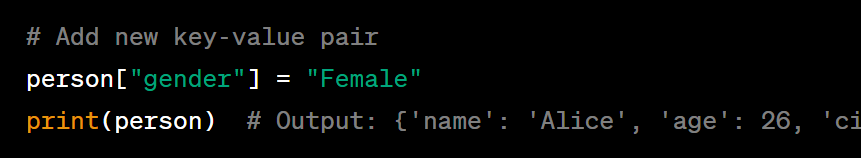 # Add new key-value pair
person["gender"] = "Female"
print(person)  # Output: {'name': 'Alice', 'age': 26, 'ci